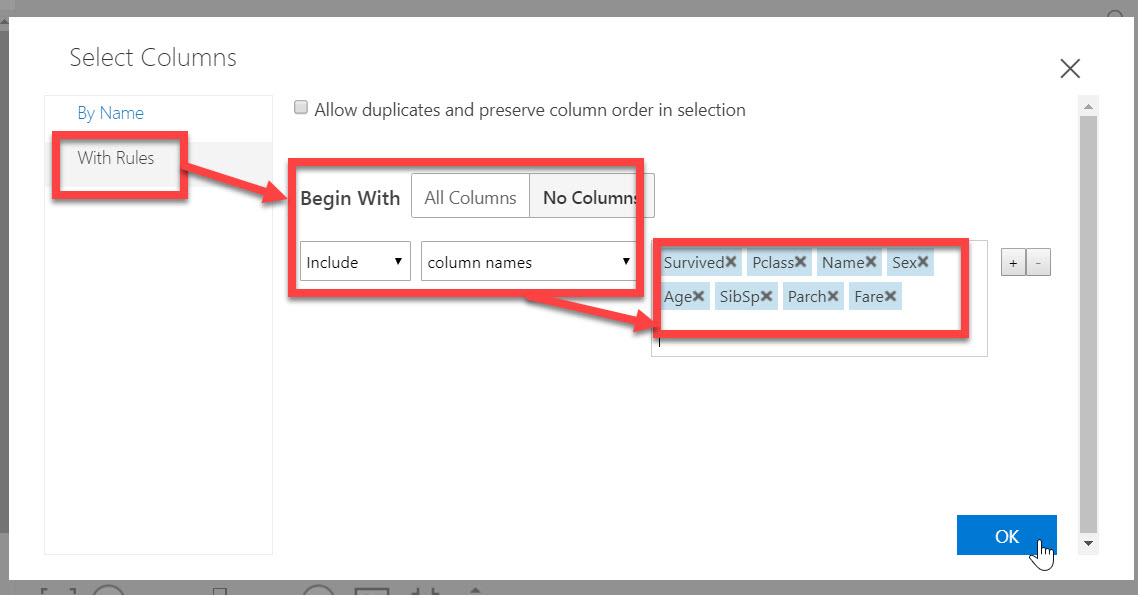 Select Columns
By Name
With Rules
Allow duplicates and preserve column order in selection
Begin With All Columns No Columns
Include column names
Survived Pclass Name Sex
Age SibSp Parch Fare
+ -
OK